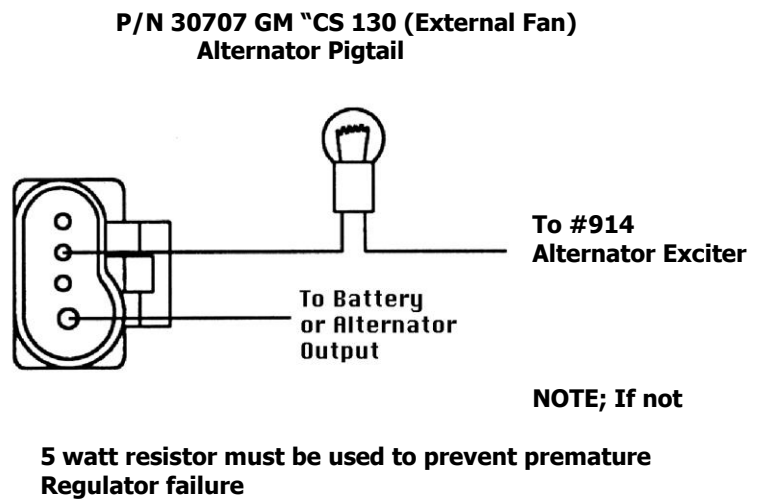 P/N 30707 GM “CS 130 (External Fan)
Alternator Pigtail
To #914
Alternator Exciter
To Battery
or Alternator
Output
NOTE; If not
5 watt resistor must be used to prevent premature
Regulator failure